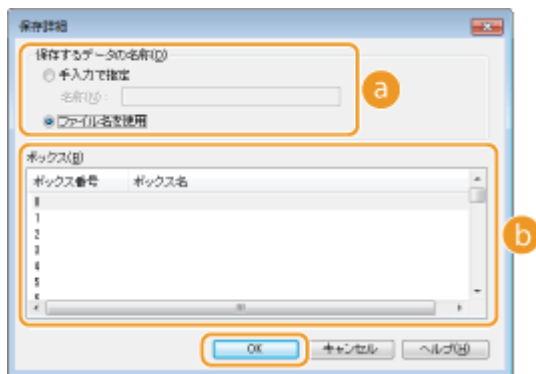 保存詳細
保存するデータの名称(D)
手入力で指定
名称(N):
ファイル名を使用
a
ボックス(B)
ボックス番号 ボックス名
0
1
2
3
4
5
b
OK キャンセル ヘルプ(H)